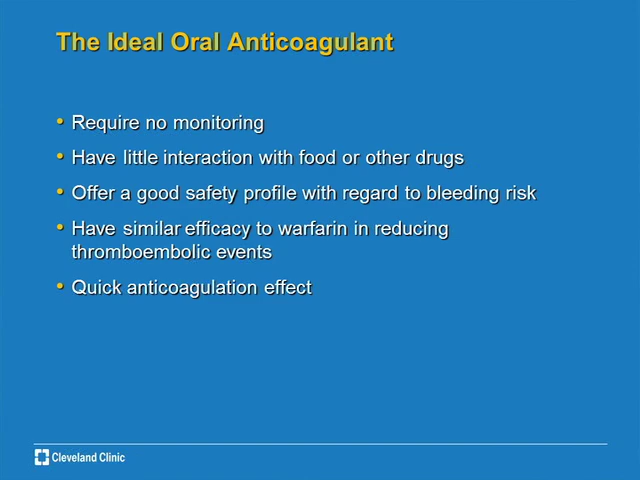 The Ideal Oral Anticoagulant
• Require no monitoring
• Have little interaction with food or other drugs
• Offer a good safety profile with regard to bleeding risk
• Have similar efficacy to warfarin in reducing
thromboembolic events
• Quick anticoagulation effect
Cleveland Clinic